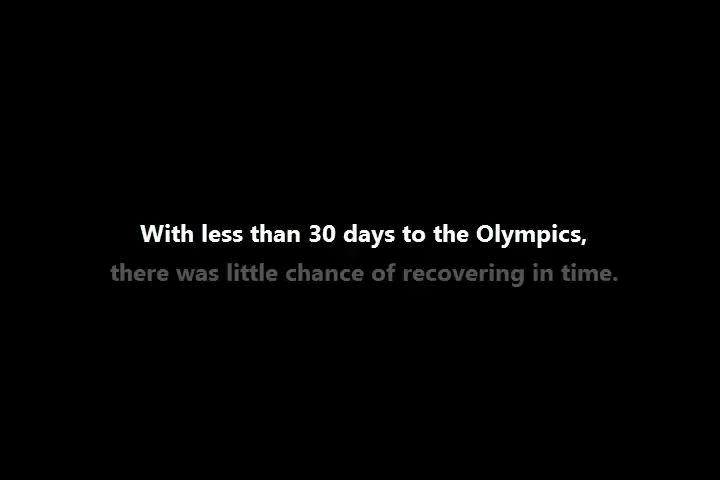 With less than 30 days to the Olympics,
there was little chance of recovering in time.